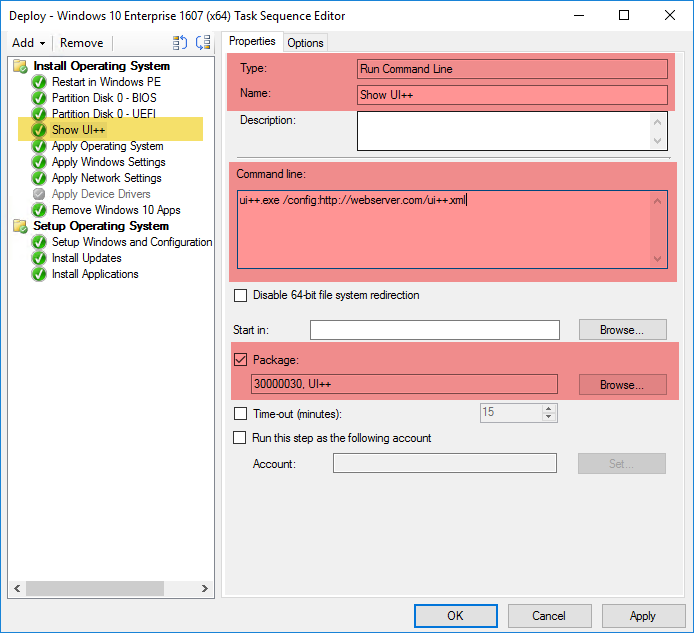 Deploy - Windows 10 Enterprise 1607 (x64) Task Sequence Editor
Add Remove
Install Operating System
Restart in Windows PE
Partition Disk 0 - BIOS
Partition Disk 0 - UEFI
Show UI++
Apply Operating System
Apply Windows Settings
Apply Network Settings
Apply Device Drivers
Remove Windows 10 Apps
Setup Operating System
Setup Windows and Configuration
Install Updates
Install Applications
Properties Options
Type: Run Command Line
Name: Show UI++
Description:
Command line:
ui++.exe /config:http://webserver.com/ui++.xml
Disable 64-bit file system redirection
Start in: Browse...
Package:
30000030, UI++ Browse...
Time-out (minutes): 15
Run this step as the following account
Account: Set...
OK Cancel Apply